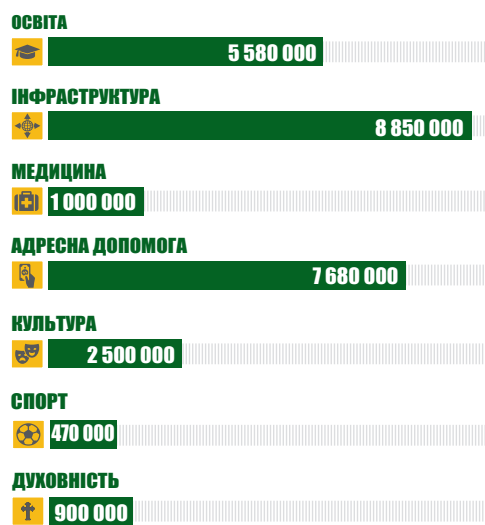 ОСВІТА
5 580 000
ІНФРАСТРУКТУРА
8 850 000
МЕДИЦИНА
1 000 000
АДРЕСНА ДОПОМОГА
7 680 000
КУЛЬТУРА
2 500 000
СПОРТ
470 000
ДУХОВНІСТЬ
900 000